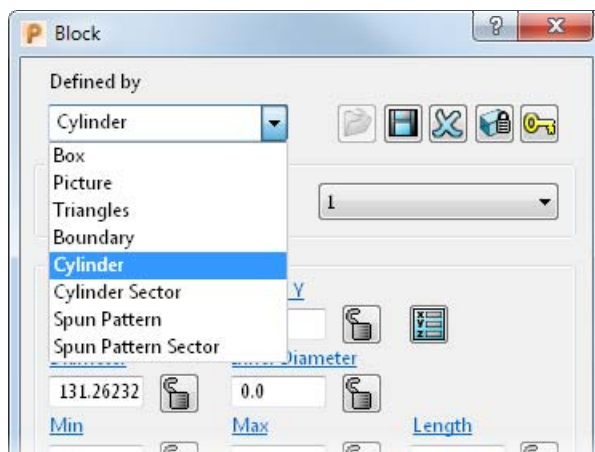 Block
Defined by
Cylinder
Box
Picture
Triangles
1
Boundary
Cylinder
Cylinder Sector
Y
Spun Pattern
Spun Pattern Sector
Diameter
131.26232
0.0
Min
Max
Length